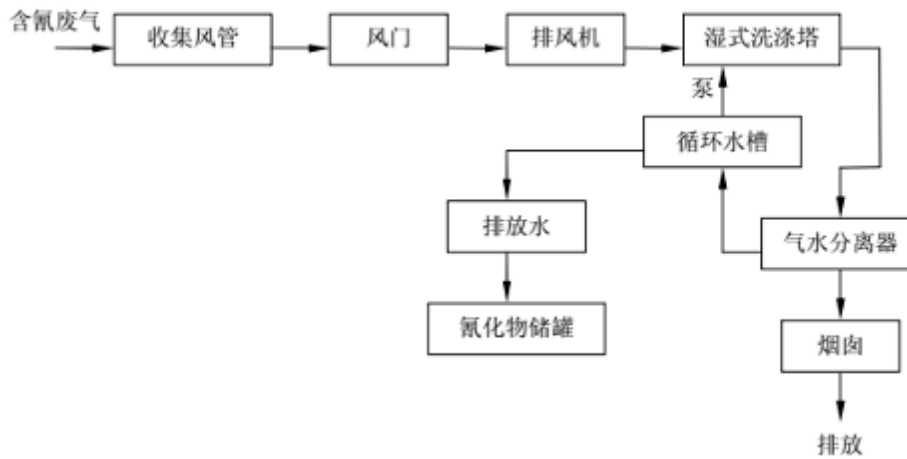 含氰废气
收集风管
风门
排风机
湿式洗涤塔
泵
循环水槽
排放水
气水分离器
氰化物储罐
烟囱
排放